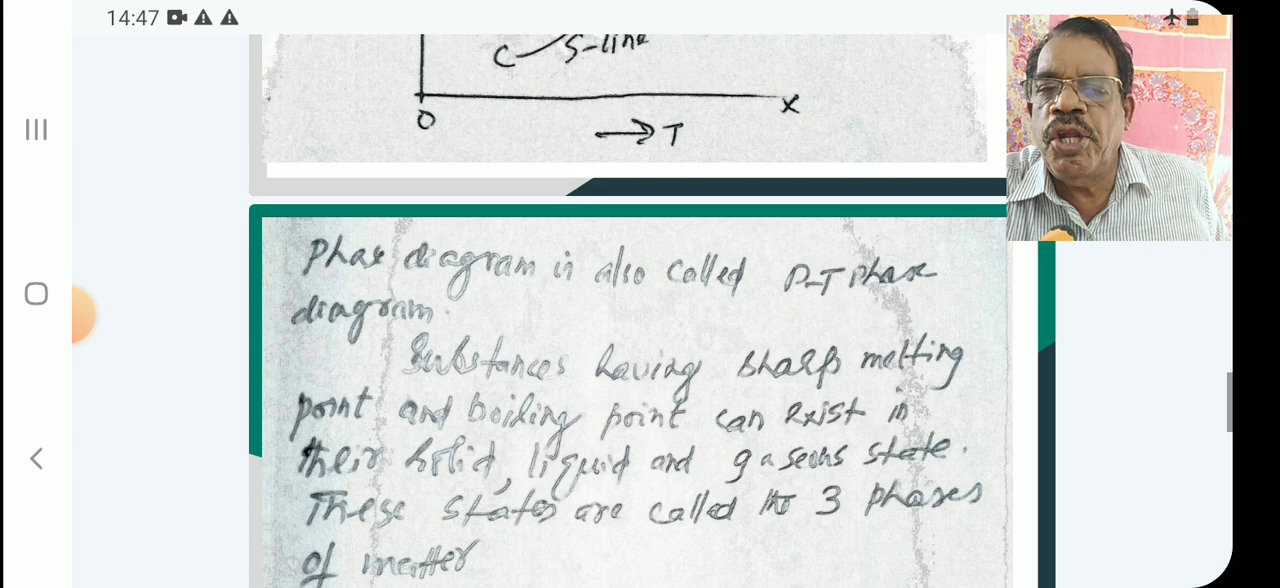 14:47
C S-line
O X
→ T
Phase diagram is also called P-T phase
diagram.
Substances having sharp melting
point and boiling point can exist in
their solid, liquid and gaseous state.
These states are called the 3 phases
of matter